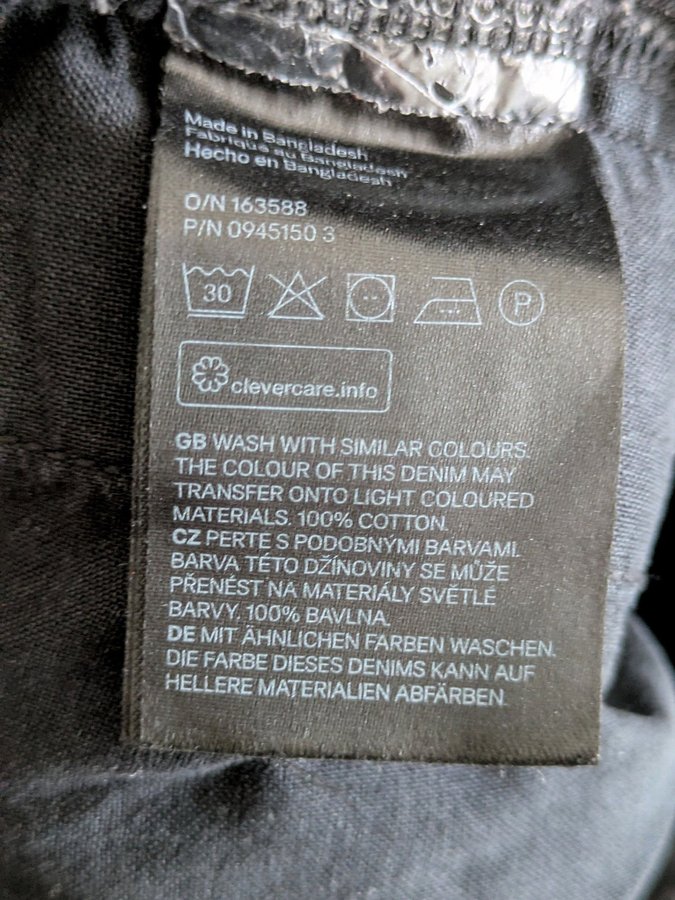 Made in Bangladesh
Fabriqué au Bangladesh
Hecho en Bangladesh
O/N 163588
P/N 0945150 3
30
P
clevercare.info
GB WASH WITH SIMILAR COLOURS.
THE COLOUR OF THIS DENIM MAY
TRANSFER ONTO LIGHT COLOURED
MATERIALS. 100% COTTON.
CZ PERTE S PODOBNÝMI BARVAMI.
BARVA TÉTO DŽÍNOVINY SE MŮŽE
PŘENÉST NA MATERIÁLY SVĚTLÉ
BARVY. 100% BAVLNA.
DE MIT ÄHNLICHEN FARBEN WASCHEN.
DIE FARBE DIESES DENIMS KANN AUF
HELLERE MATERIALIEN ABFÄRBEN.